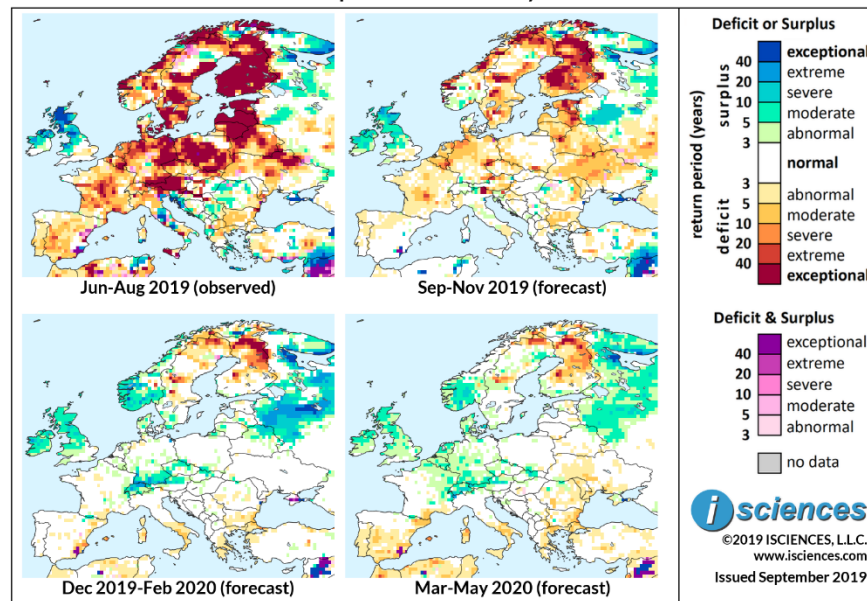 Deficit or Surplus
exceptional
40
extreme
20
severe
10
moderate
5
abnormal
3
normal
3
abnormal
5
moderate
10
severe
20
extreme
40
exceptional
return period (years)
surplus
deficit
Jun-Aug 2019 (observed)
Sep-Nov 2019 (forecast)
Deficit & Surplus
exceptional
40
extreme
20
severe
10
moderate
5
abnormal
3
no data
i sciences
©2019 ISCIENCES, L.L.C.
www.isciences.com
Issued September 2019
Dec 2019-Feb 2020 (forecast)
Mar-May 2020 (forecast)